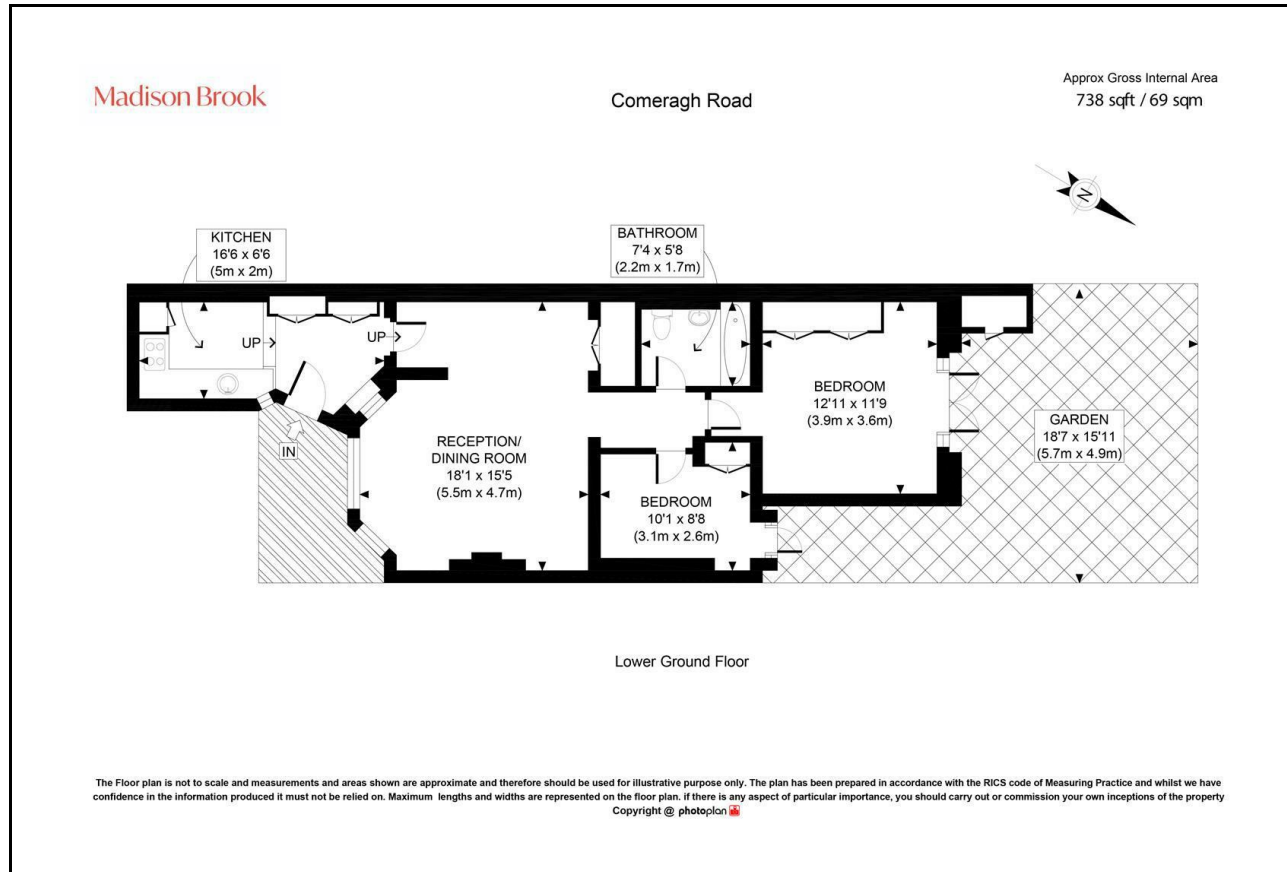 Madison Brook
Comeragh Road
Approx Gross Internal Area
738 sqft / 69 sqm
N
KITCHEN
16'6 x 6'6
(5m x 2m)
BATHROOM
7'4 x 5'8
(2.2m x 1.7m)
UP
UP
IN
RECEPTION/
DINING ROOM
18'1 x 15'5
(5.5m x 4.7m)
BEDROOM
12'11 x 11'9
(3.9m x 3.6m)
BEDROOM
10'1 x 8'8
(3.1m x 2.6m)
GARDEN
18'7 x 15'11
(5.7m x 4.9m)
Lower Ground Floor
The Floor plan is not to scale and measurements and areas shown are approximate and therefore should be used for illustrative purpose only. The plan has been prepared in accordance with the RICS code of Measuring Practice and whilst we have
confidence in the information produced it must not be relied on. Maximum lengths and widths are represented on the floor plan. if there is any aspect of particular importance, you should carry out or commission your own inceptions of the property
Copyright @ photoplan